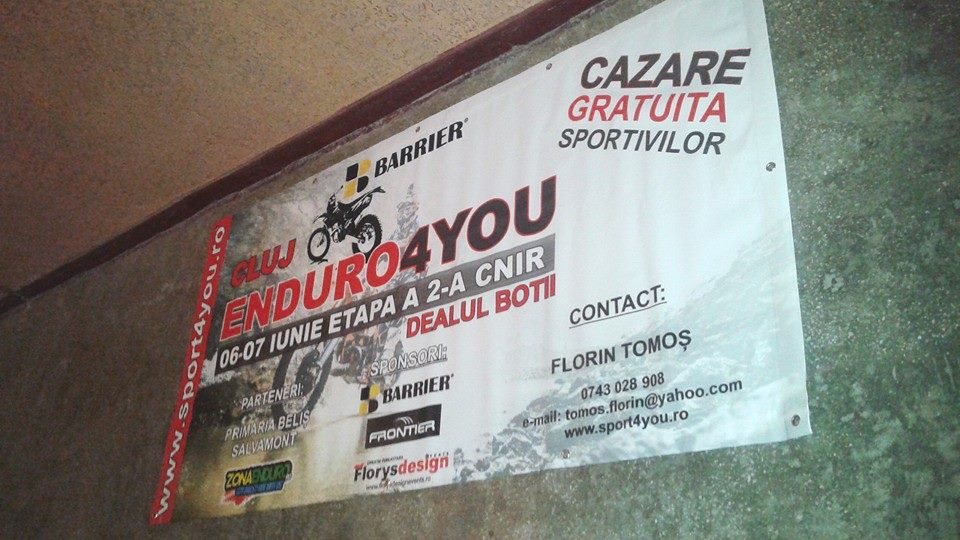 CAZARE
GRATUITA
SPORTIVILOR
BARRIER®
www.sport4you.ro
CLUJ
ENDURO4YOU
06-07 IUNIE ETAPA A 2-A CNIR
DEALUL BOTII
PARTENERI:
PRIMĂRIA BELIȘ
SALVAMONT
ZONAENDURO
SPONSORI:
BARRIER®
FRONTIER
Florysdesign
CONTACT:
FLORIN TOMOȘ
0743 028 908
e-mail: tomos.florin@yahoo.com
www.sport4you.ro